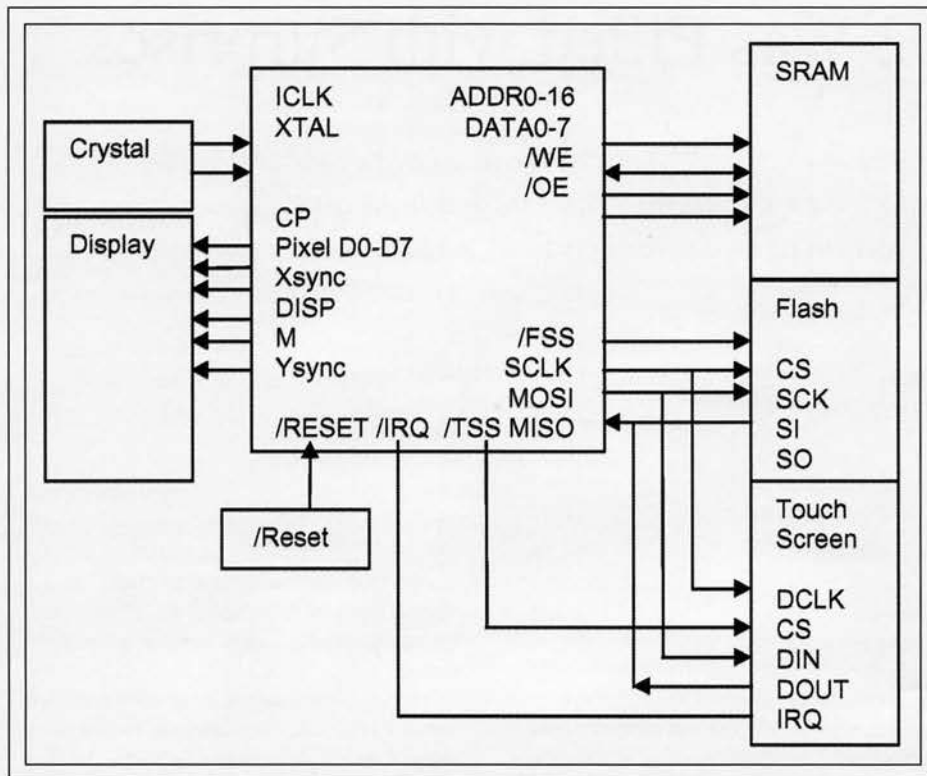 Crystal
Display
ICLK
XTAL
CP
Pixel D0-D7
Xsync
DISP
M
Ysync
/RESET /IRQ /TSS MISO
ADDR0-16
DATA0-7
/WE
/OE
/FSS
SCLK
MOSI
/Reset
SRAM
Flash
CS
SCK
SI
SO
Touch
Screen
DCLK
CS
DIN
DOUT
IRQ